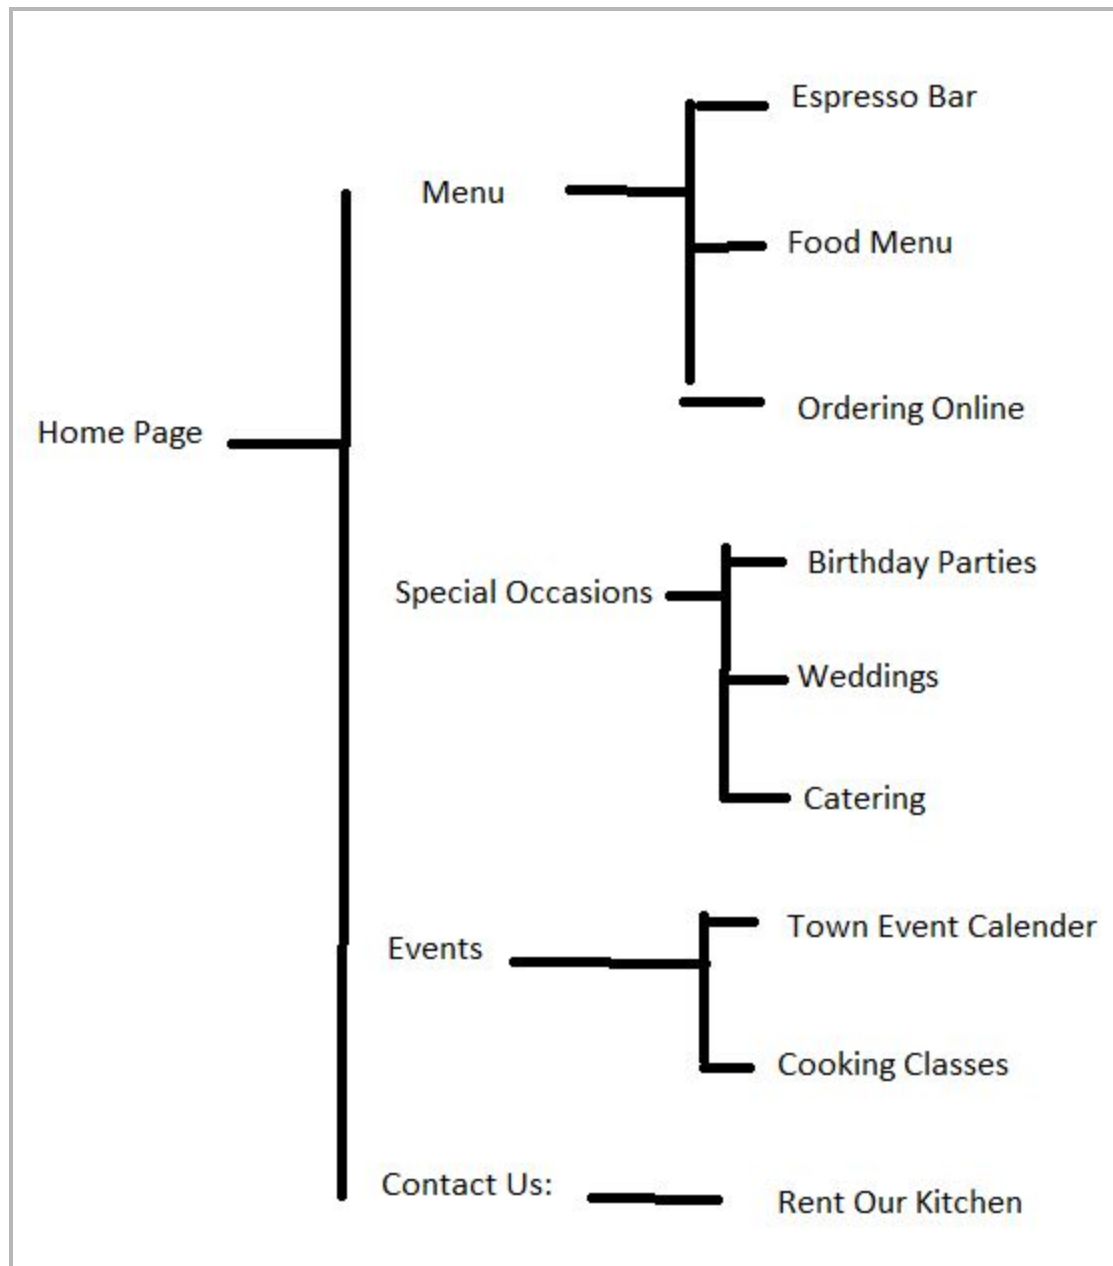 Home Page
Menu
Espresso Bar
Food Menu
Ordering Online
Special Occasions
Birthday Parties
Weddings
Catering
Events
Town Event Calender
Cooking Classes
Contact Us:
Rent Our Kitchen